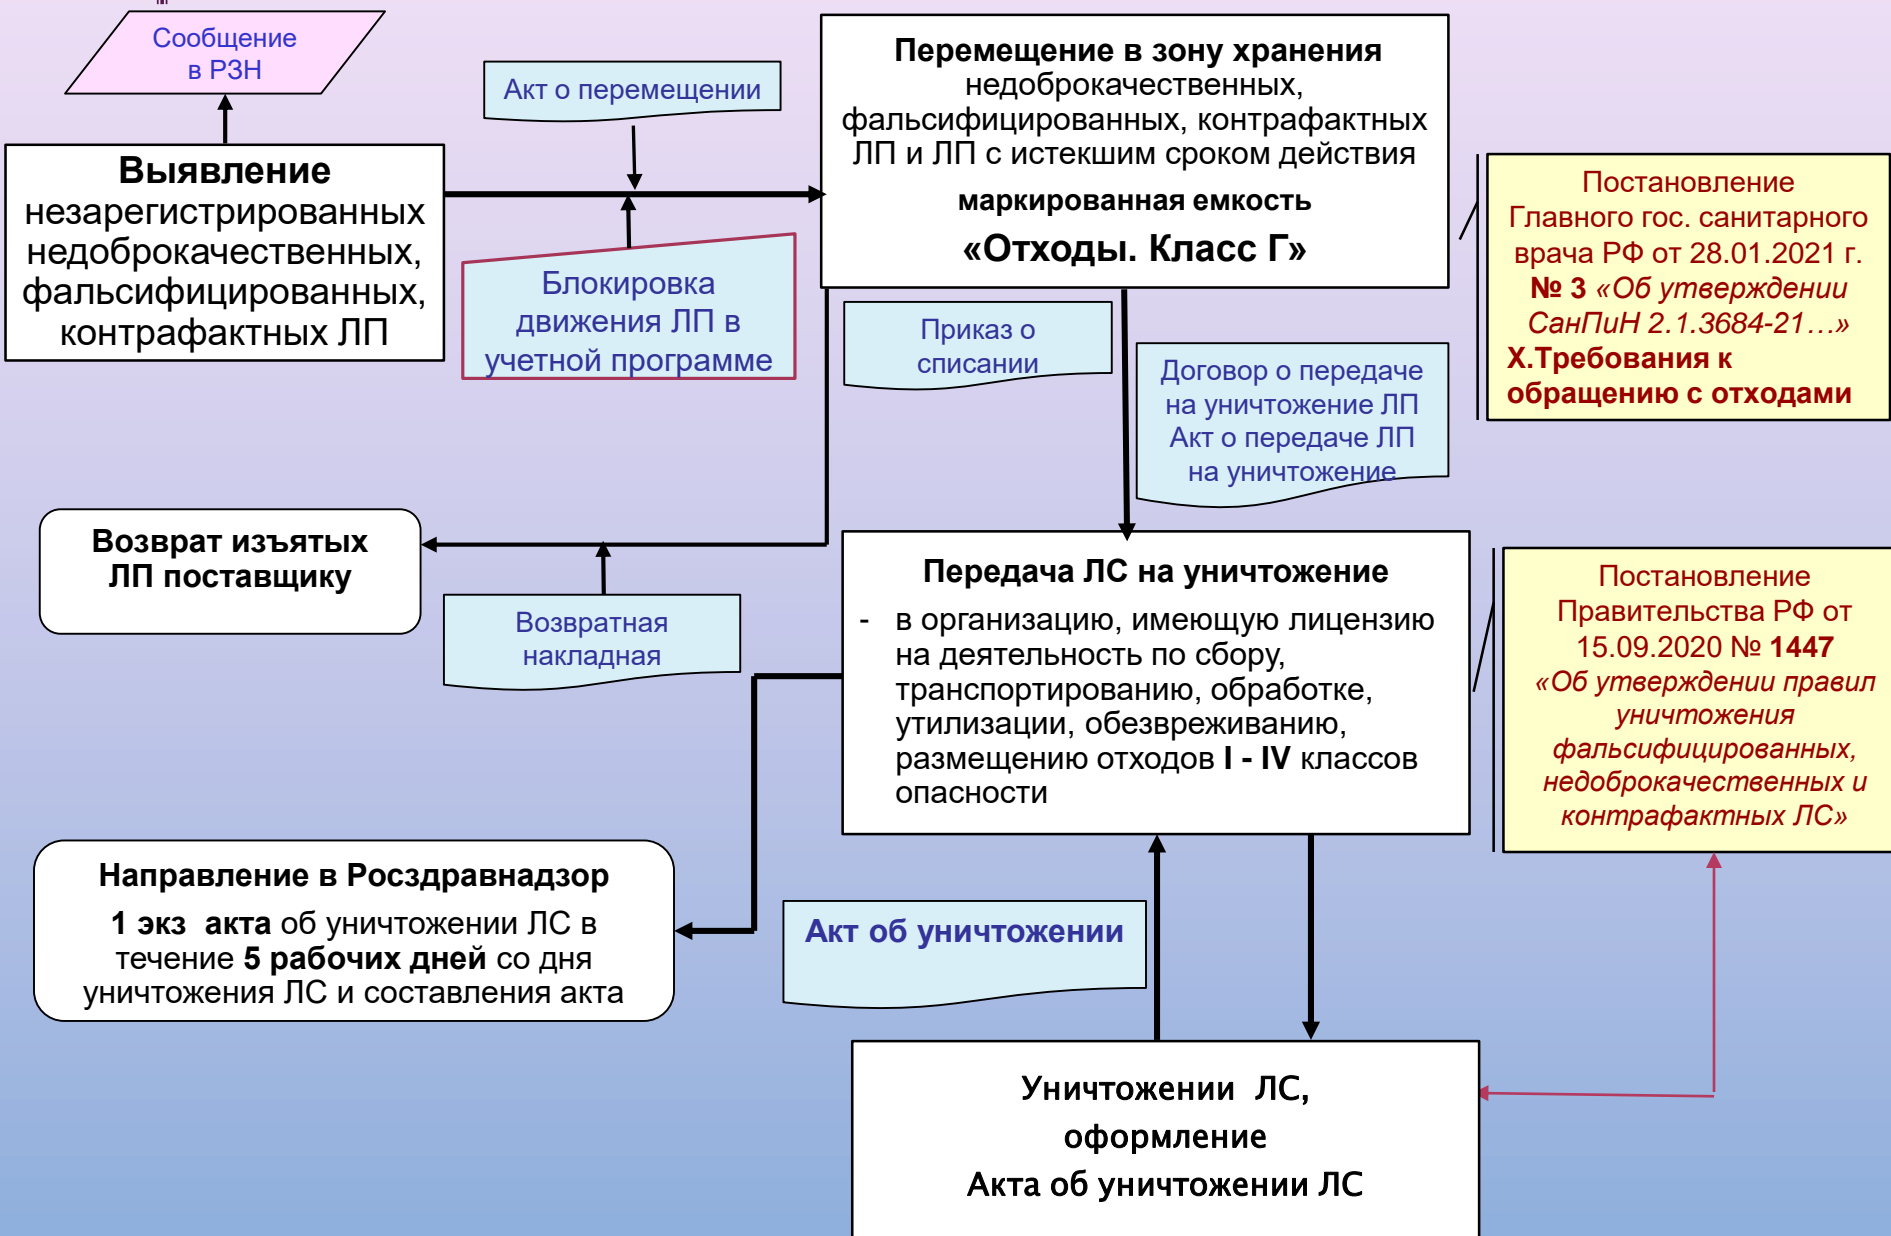 Сообщение
в РЗН
Акт о перемещении
Перемещение в зону хранения
недоброкачественных,
фальсифицированных, контрафактных
ЛП и ЛП с истекшим сроком действия
маркированная емкость
«Отходы. Класс Г»
Выявление
незарегистрированных
недоброкачественных,
фальсифицированных,
контрафактных ЛП
Блокировка
движения ЛП в
учетной программе
Постановление
Главного гос. санитарного
врача РФ от 28.01.2021 г.
№ 3 «Об утверждении
СанПиН 2.1.3684-21…»
X.Требования к
обращению с отходами
Приказ о
списании
Договор о передаче
на уничтожение ЛП
Акт о передаче ЛП
на уничтожение
Возврат изъятых
ЛП поставщику
Возвратная
накладная
Передача ЛС на уничтожение
- в организацию, имеющую лицензию
на деятельность по сбору,
транспортированию, обработке,
утилизации, обезвреживанию,
размещению отходов I - IV классов
опасности
Постановление
Правительства РФ от
15.09.2020 № 1447
«Об утверждении правил
уничтожения
фальсифицированных,
недоброкачественных и
контрафактных ЛС»
Направление в Росздравнадзор
1 экз акта об уничтожении ЛС в
течение 5 рабочих дней со дня
уничтожения ЛС и составления акта
Акт об уничтожении
Уничтожении ЛС,
оформление
Акта об уничтожении ЛС